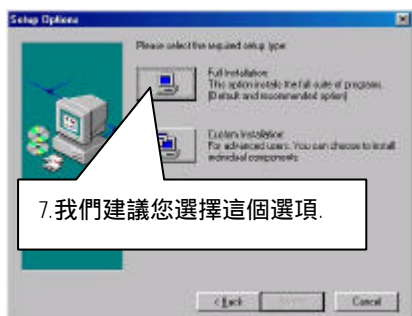 Setup Options
Please select the required setup type:
Full Installation
This option installs the full suite of programs.
(Default and recommended option)
Custom Installation
For advanced users. You can choose to install
individual components
7.我們建議您選擇這個選項.
< Back
Cancel